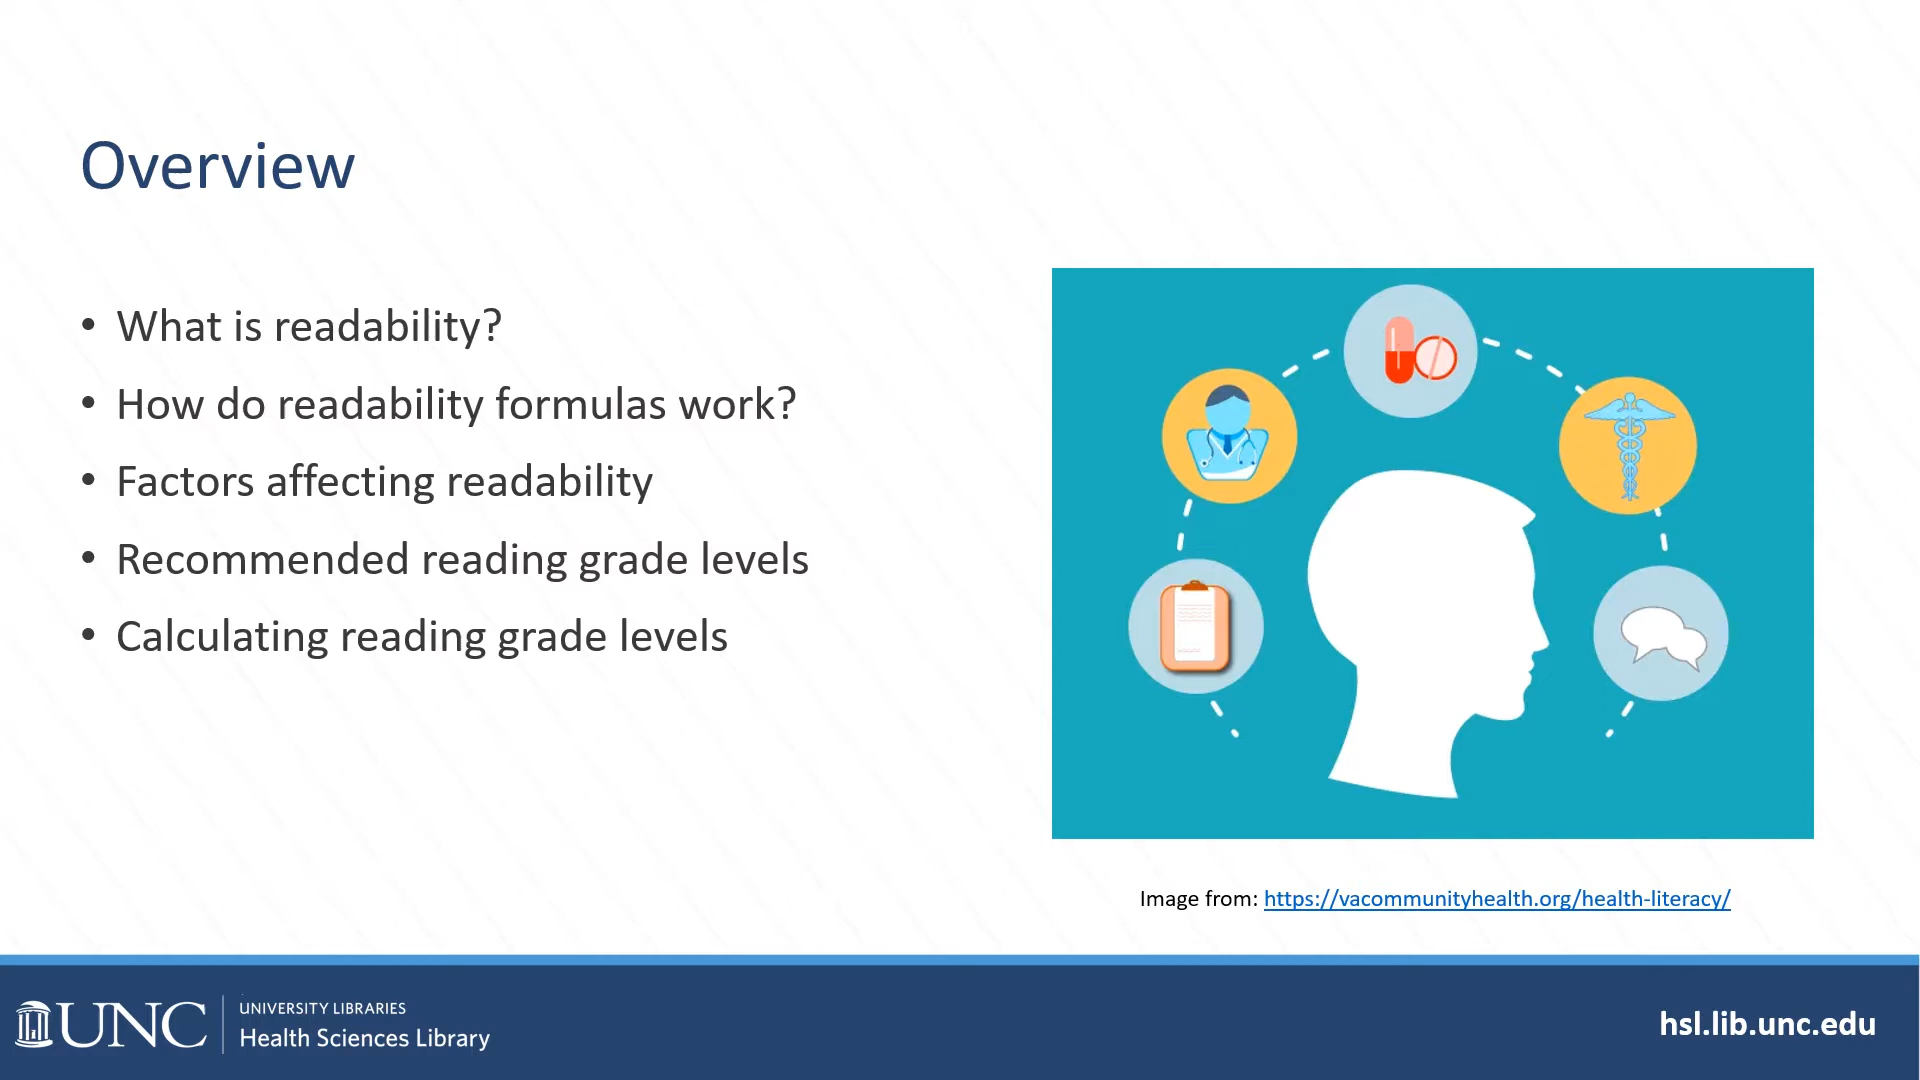 Overview
• What is readability?
• How do readability formulas work?
• Factors affecting readability
• Recommended reading grade levels
• Calculating reading grade levels
Image from: https://vacommunityhealth.org/health-literacy/
UNC
UNIVERSITY LIBRARIES
Health Sciences Library
hsl.lib.unc.edu